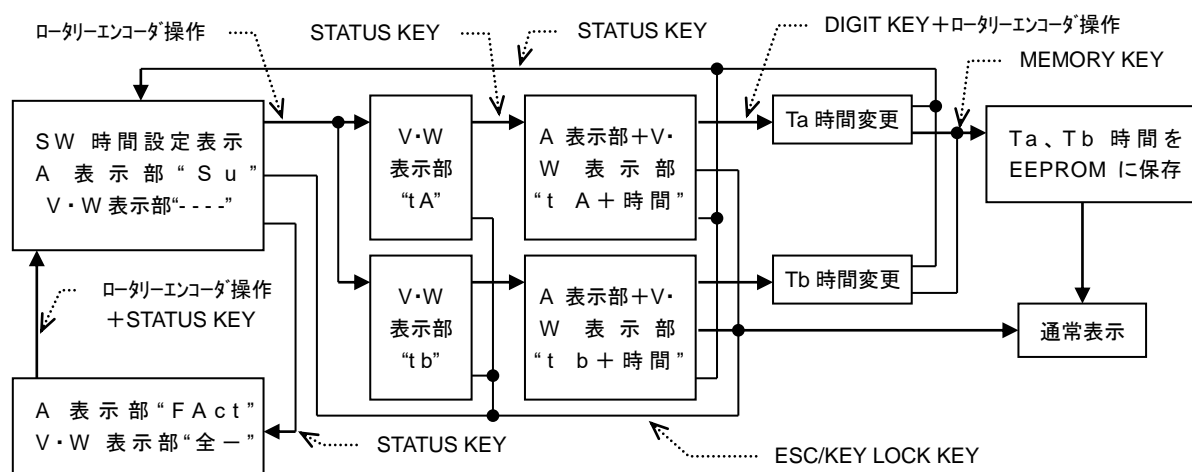 ロータリーエンコーダ操作
STATUS KEY
STATUS KEY
DIGIT KEY＋ロータリーエンコーダ操作
MEMORY KEY
SW 時間設定表示
A 表示部“Su”
V・W表示部“----”
V・W
表示部
“tA”
A 表示部＋V・
W 表示部
“t A＋時間”
Ta 時間変更
Ta、Tb 時間を
EEPROM に保存
ロータリーエンコーダ操作
＋STATUS KEY
V・W
表示部
“tb”
A 表示部＋V・
W 表示部
“t b＋時間”
Tb 時間変更
通常表示
A 表示部“FAct”
V・W 表示部“全－”
STATUS KEY
ESC/KEY LOCK KEY